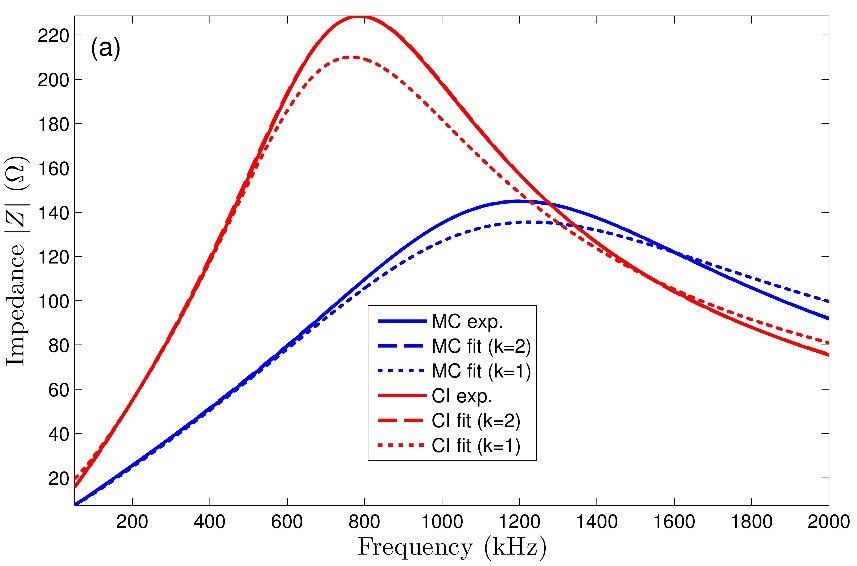 (a)
220
200
180
160
140
120
100
80
60
40
20
Impedance |Z| (Ω)
MC exp.
MC fit (k=2)
MC fit (k=1)
CI exp.
CI fit (k=2)
CI fit (k=1)
200 400 600 800 1000 1200 1400 1600 1800 2000
Frequency (kHz)